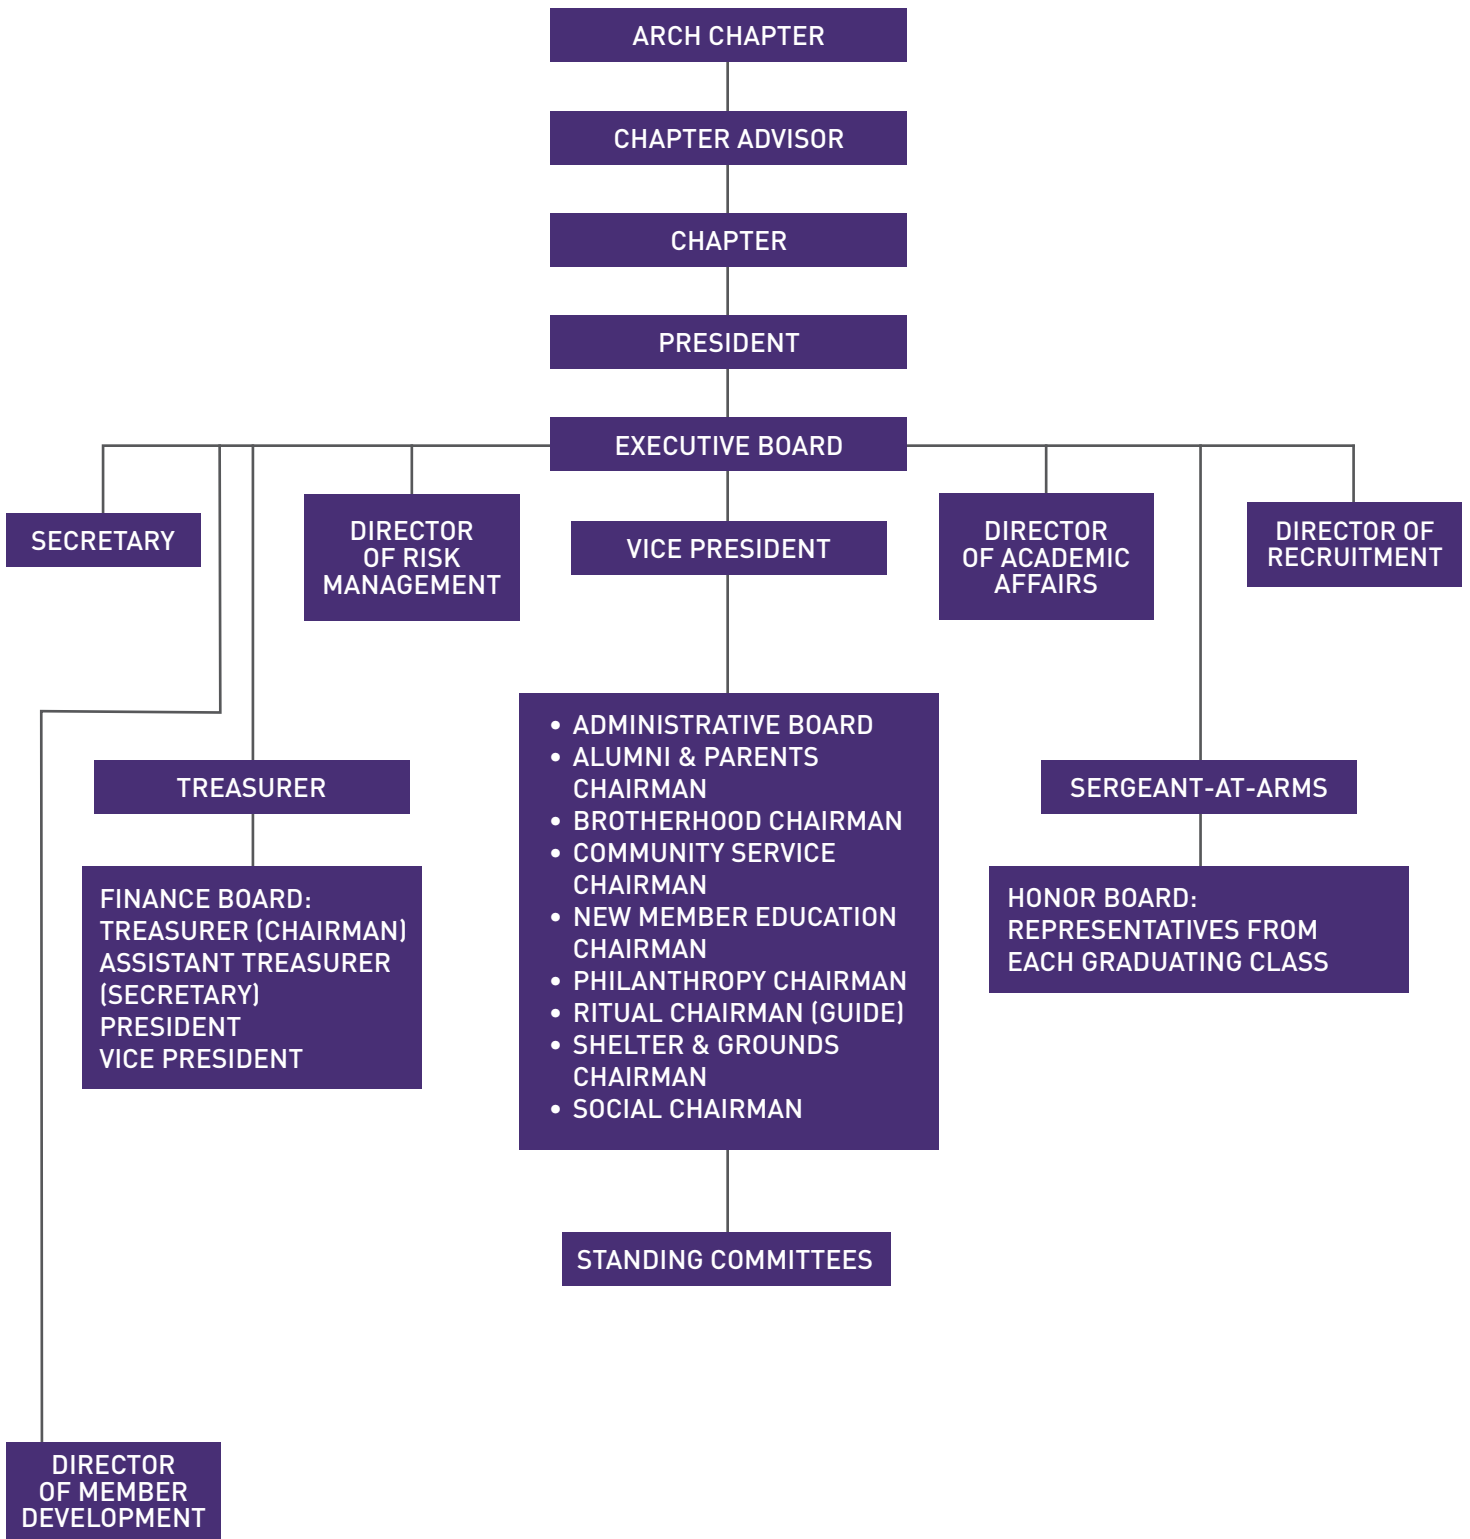 ARCH CHAPTER
CHAPTER ADVISOR
CHAPTER
PRESIDENT
EXECUTIVE BOARD
SECRETARY
DIRECTOR
OF RISK
MANAGEMENT
VICE PRESIDENT
DIRECTOR
OF ACADEMIC
AFFAIRS
DIRECTOR OF
RECRUITMENT
TREASURER
FINANCE BOARD:
TREASURER (CHAIRMAN)
ASSISTANT TREASURER
(SECRETARY)
PRESIDENT
VICE PRESIDENT
• ADMINISTRATIVE BOARD
• ALUMNI & PARENTS
CHAIRMAN
• BROTHERHOOD CHAIRMAN
• COMMUNITY SERVICE
CHAIRMAN
• NEW MEMBER EDUCATION
CHAIRMAN
• PHILANTHROPY CHAIRMAN
• RITUAL CHAIRMAN (GUIDE)
• SHELTER & GROUNDS
CHAIRMAN
• SOCIAL CHAIRMAN
SERGEANT-AT-ARMS
HONOR BOARD:
REPRESENTATIVES FROM
EACH GRADUATING CLASS
STANDING COMMITTEES
DIRECTOR
OF MEMBER
DEVELOPMENT